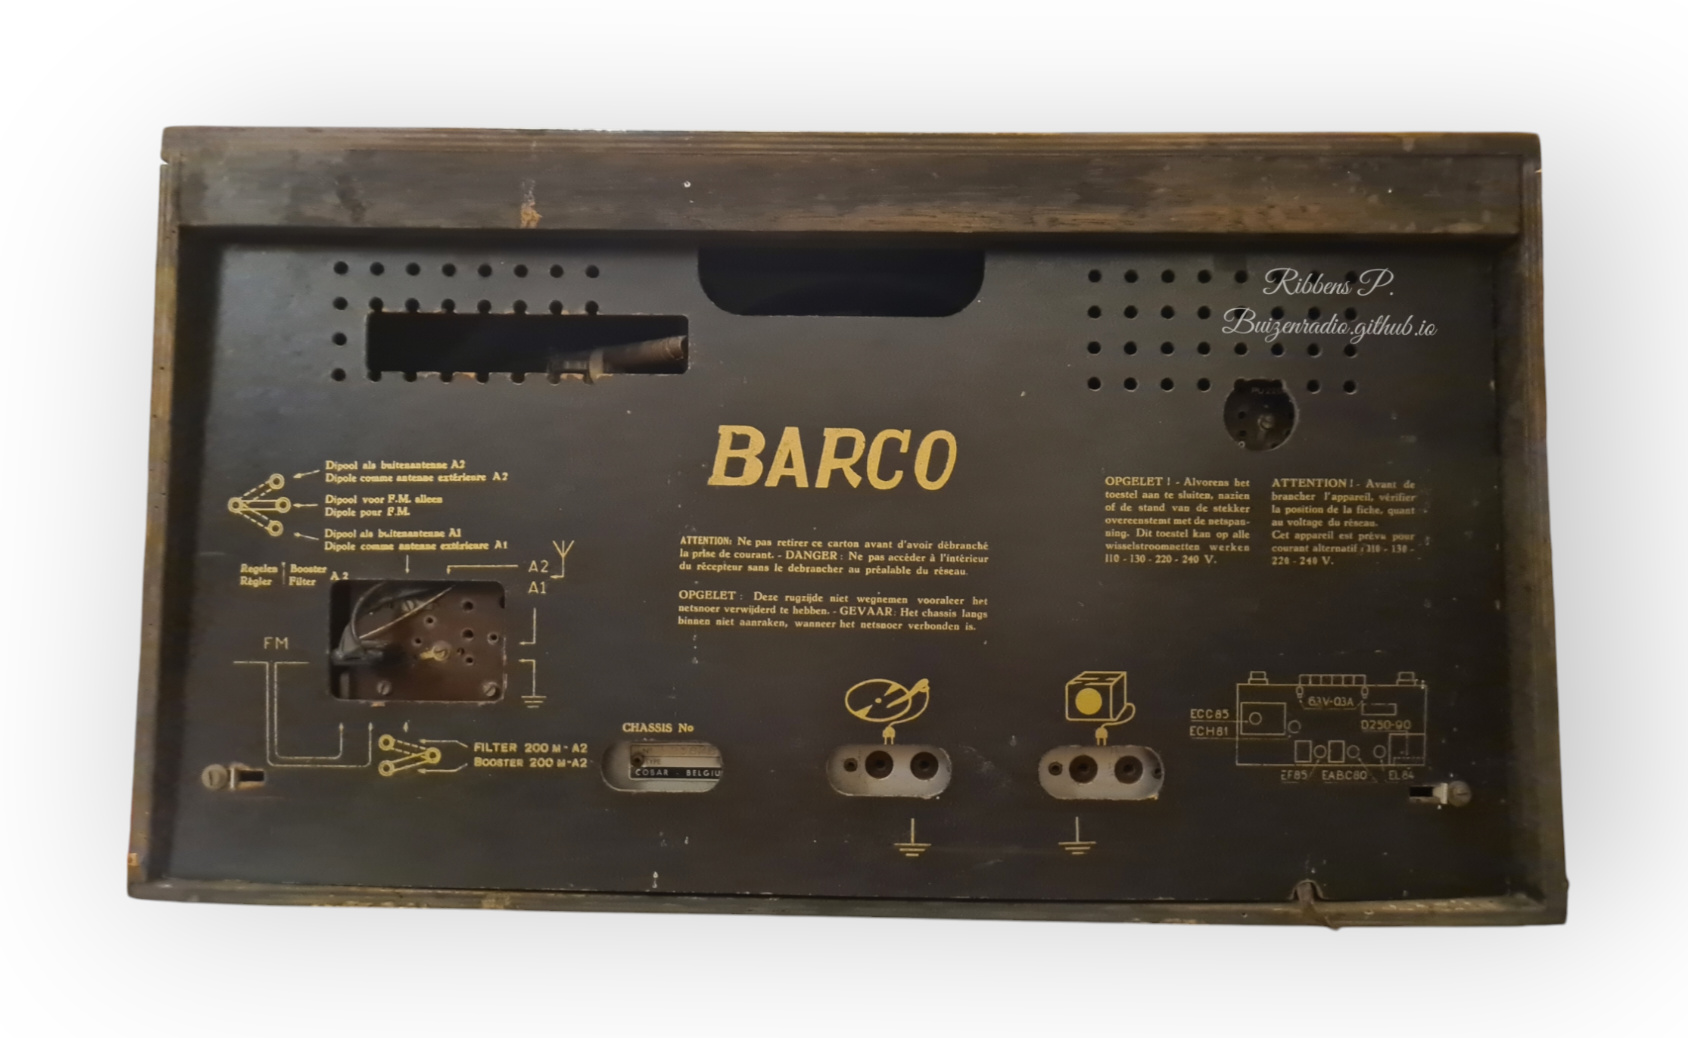 Ribbens P.
Buizenradio.github.io
BARCO
Dipool als buitenantenne A2
Dipole comme antenne extérieure A2
Dipool voor F.M. alleen
Dipole pour F.M.
Dipool als buitenantenne A1
Dipole comme antenne extérieure A1
Regelen Booster
Régler Filter A2
A2
A1
FM
FILTER 200 M - A2
BOOSTER 200 M - A2
ATTENTION: Ne pas retirer ce carton avant d'avoir débranché
la prise de courant. - DANGER: Ne pas accèder à l'intérieur
du récepteur sans le debrancher au préalable du réseau.
OPGELET: Deze rugzijde niet wegnemen vooraleer het
netsnoer verwijderd te hebben. - GEVAAR: Het chassis langs
binnen niet aanraken, wanneer het netsnoer verbonden is.
CHASSIS No
TYPE
COBAR - BELGIU
OPGELET ! - Alvorens het
toestel aan te sluiten, nazien
of de stand van de stekker
overeenstemt met de netspan-
ning. Dit toestel kan op alle
wisselstroomnetten werken
110 - 130 - 220 - 240 V.
ATTENTION ! - Avant de
brancher l'appareil, vérifier
la position de la fiche, quant
au voltage du réseau.
Cet appareil est prévu pour
courant alternatif : 110 - 130 -
220 - 240 V.
6,3V-0,3A
ECC85
ECH81
D250-90
EF85 EABC80 EL84